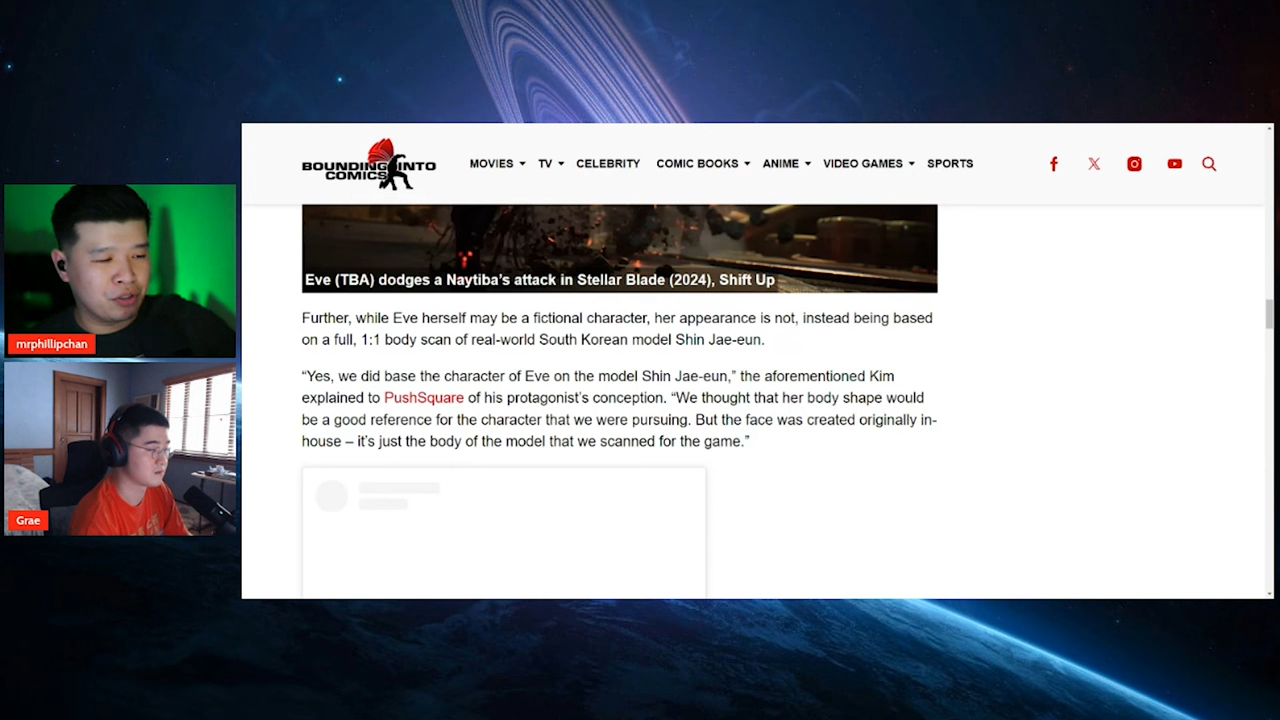 BOUNDING INTO
COMICS
MOVIES TV CELEBRITY COMIC BOOKS ANIME VIDEO GAMES SPORTS
Eve (TBA) dodges a Naytiba’s attack in Stellar Blade (2024), Shift Up
Further, while Eve herself may be a fictional character, her appearance is not, instead being based
on a full, 1:1 body scan of real-world South Korean model Shin Jae-eun.
“Yes, we did base the character of Eve on the model Shin Jae-eun,” the aforementioned Kim
explained to PushSquare of his protagonist’s conception. “We thought that her body shape would
be a good reference for the character that we were pursuing. But the face was created originally in-
house – it’s just the body of the model that we scanned for the game.”
mrphillipchan
Grae